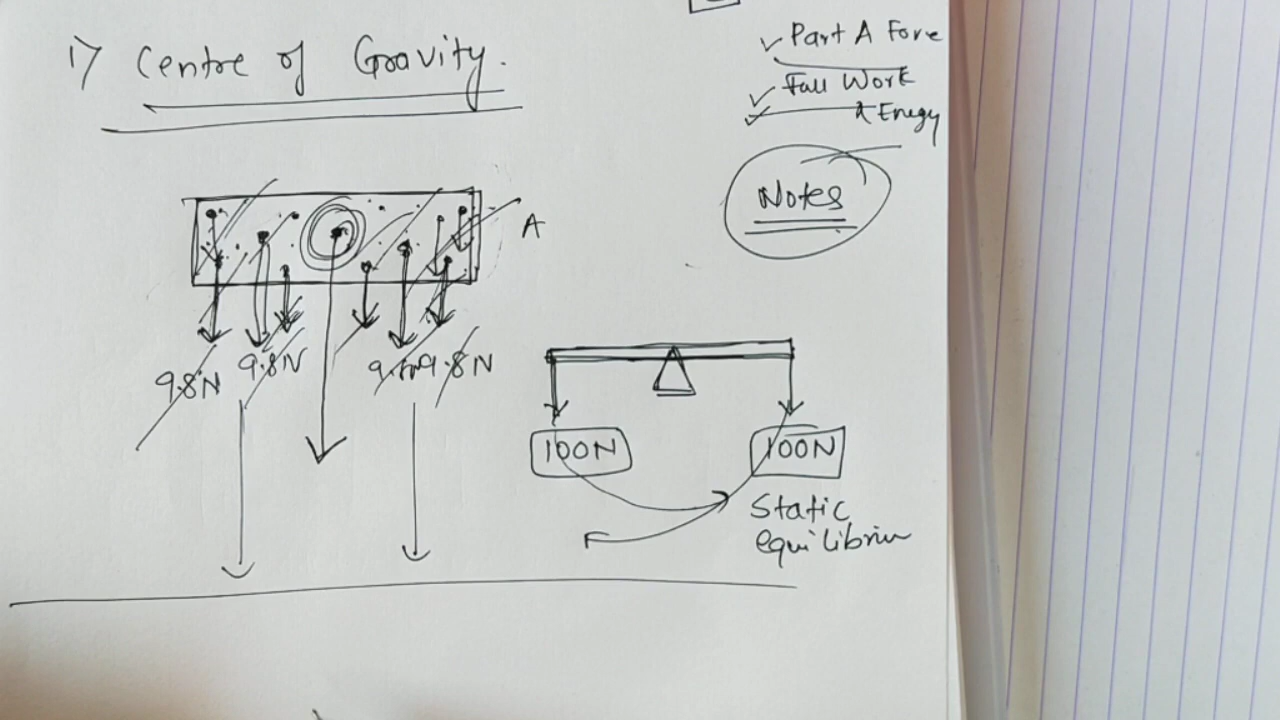 1) Centre of Gravity.
✓ Part A Force
✓ Full Work
✓ & Enegy
Notes
A
9.8N 9.8N 9.8N
100N 100N
Static
equilibrium